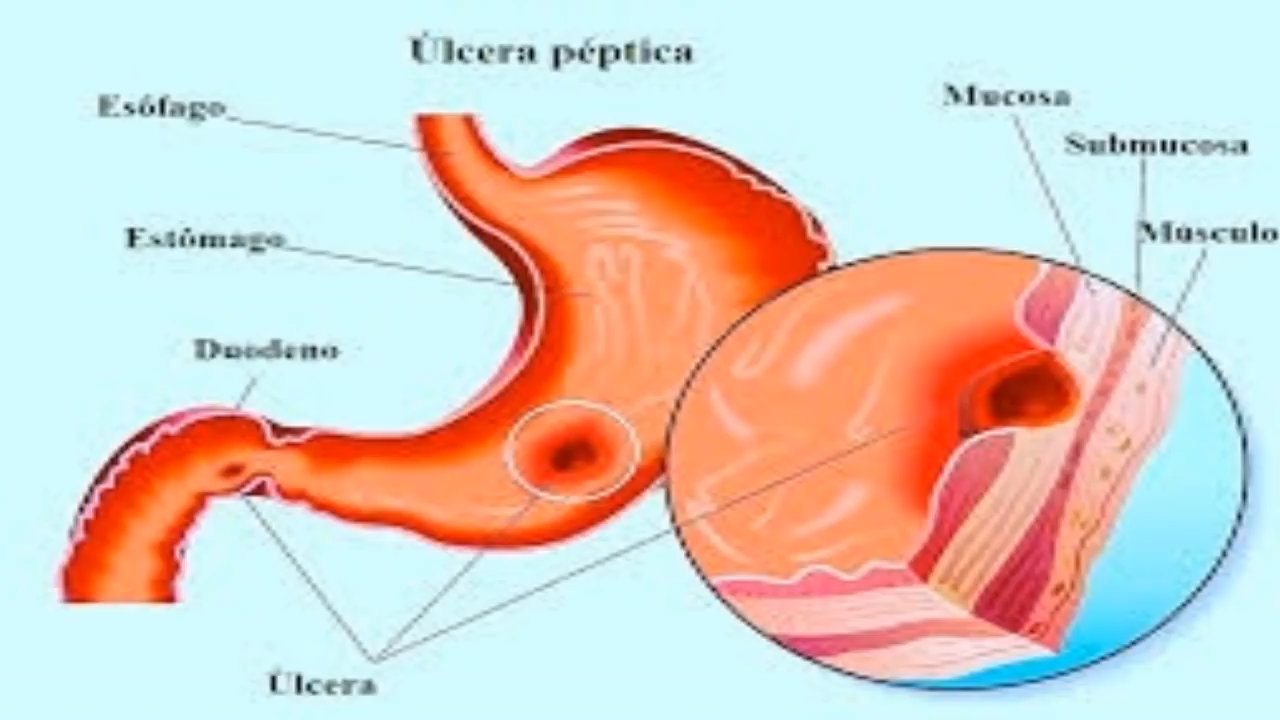 Úlcera péptica
Esófago
Mucosa
Submucosa
Músculo
Estómago
Duodeno
Úlcera